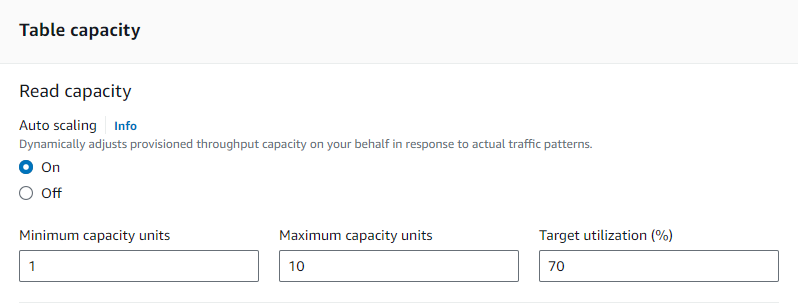 Table capacity
Read capacity
Auto scaling Info
Dynamically adjusts provisioned throughput capacity on your behalf in response to actual traffic patterns.
On
Off
Minimum capacity units Maximum capacity units Target utilization (%)
1 10 70